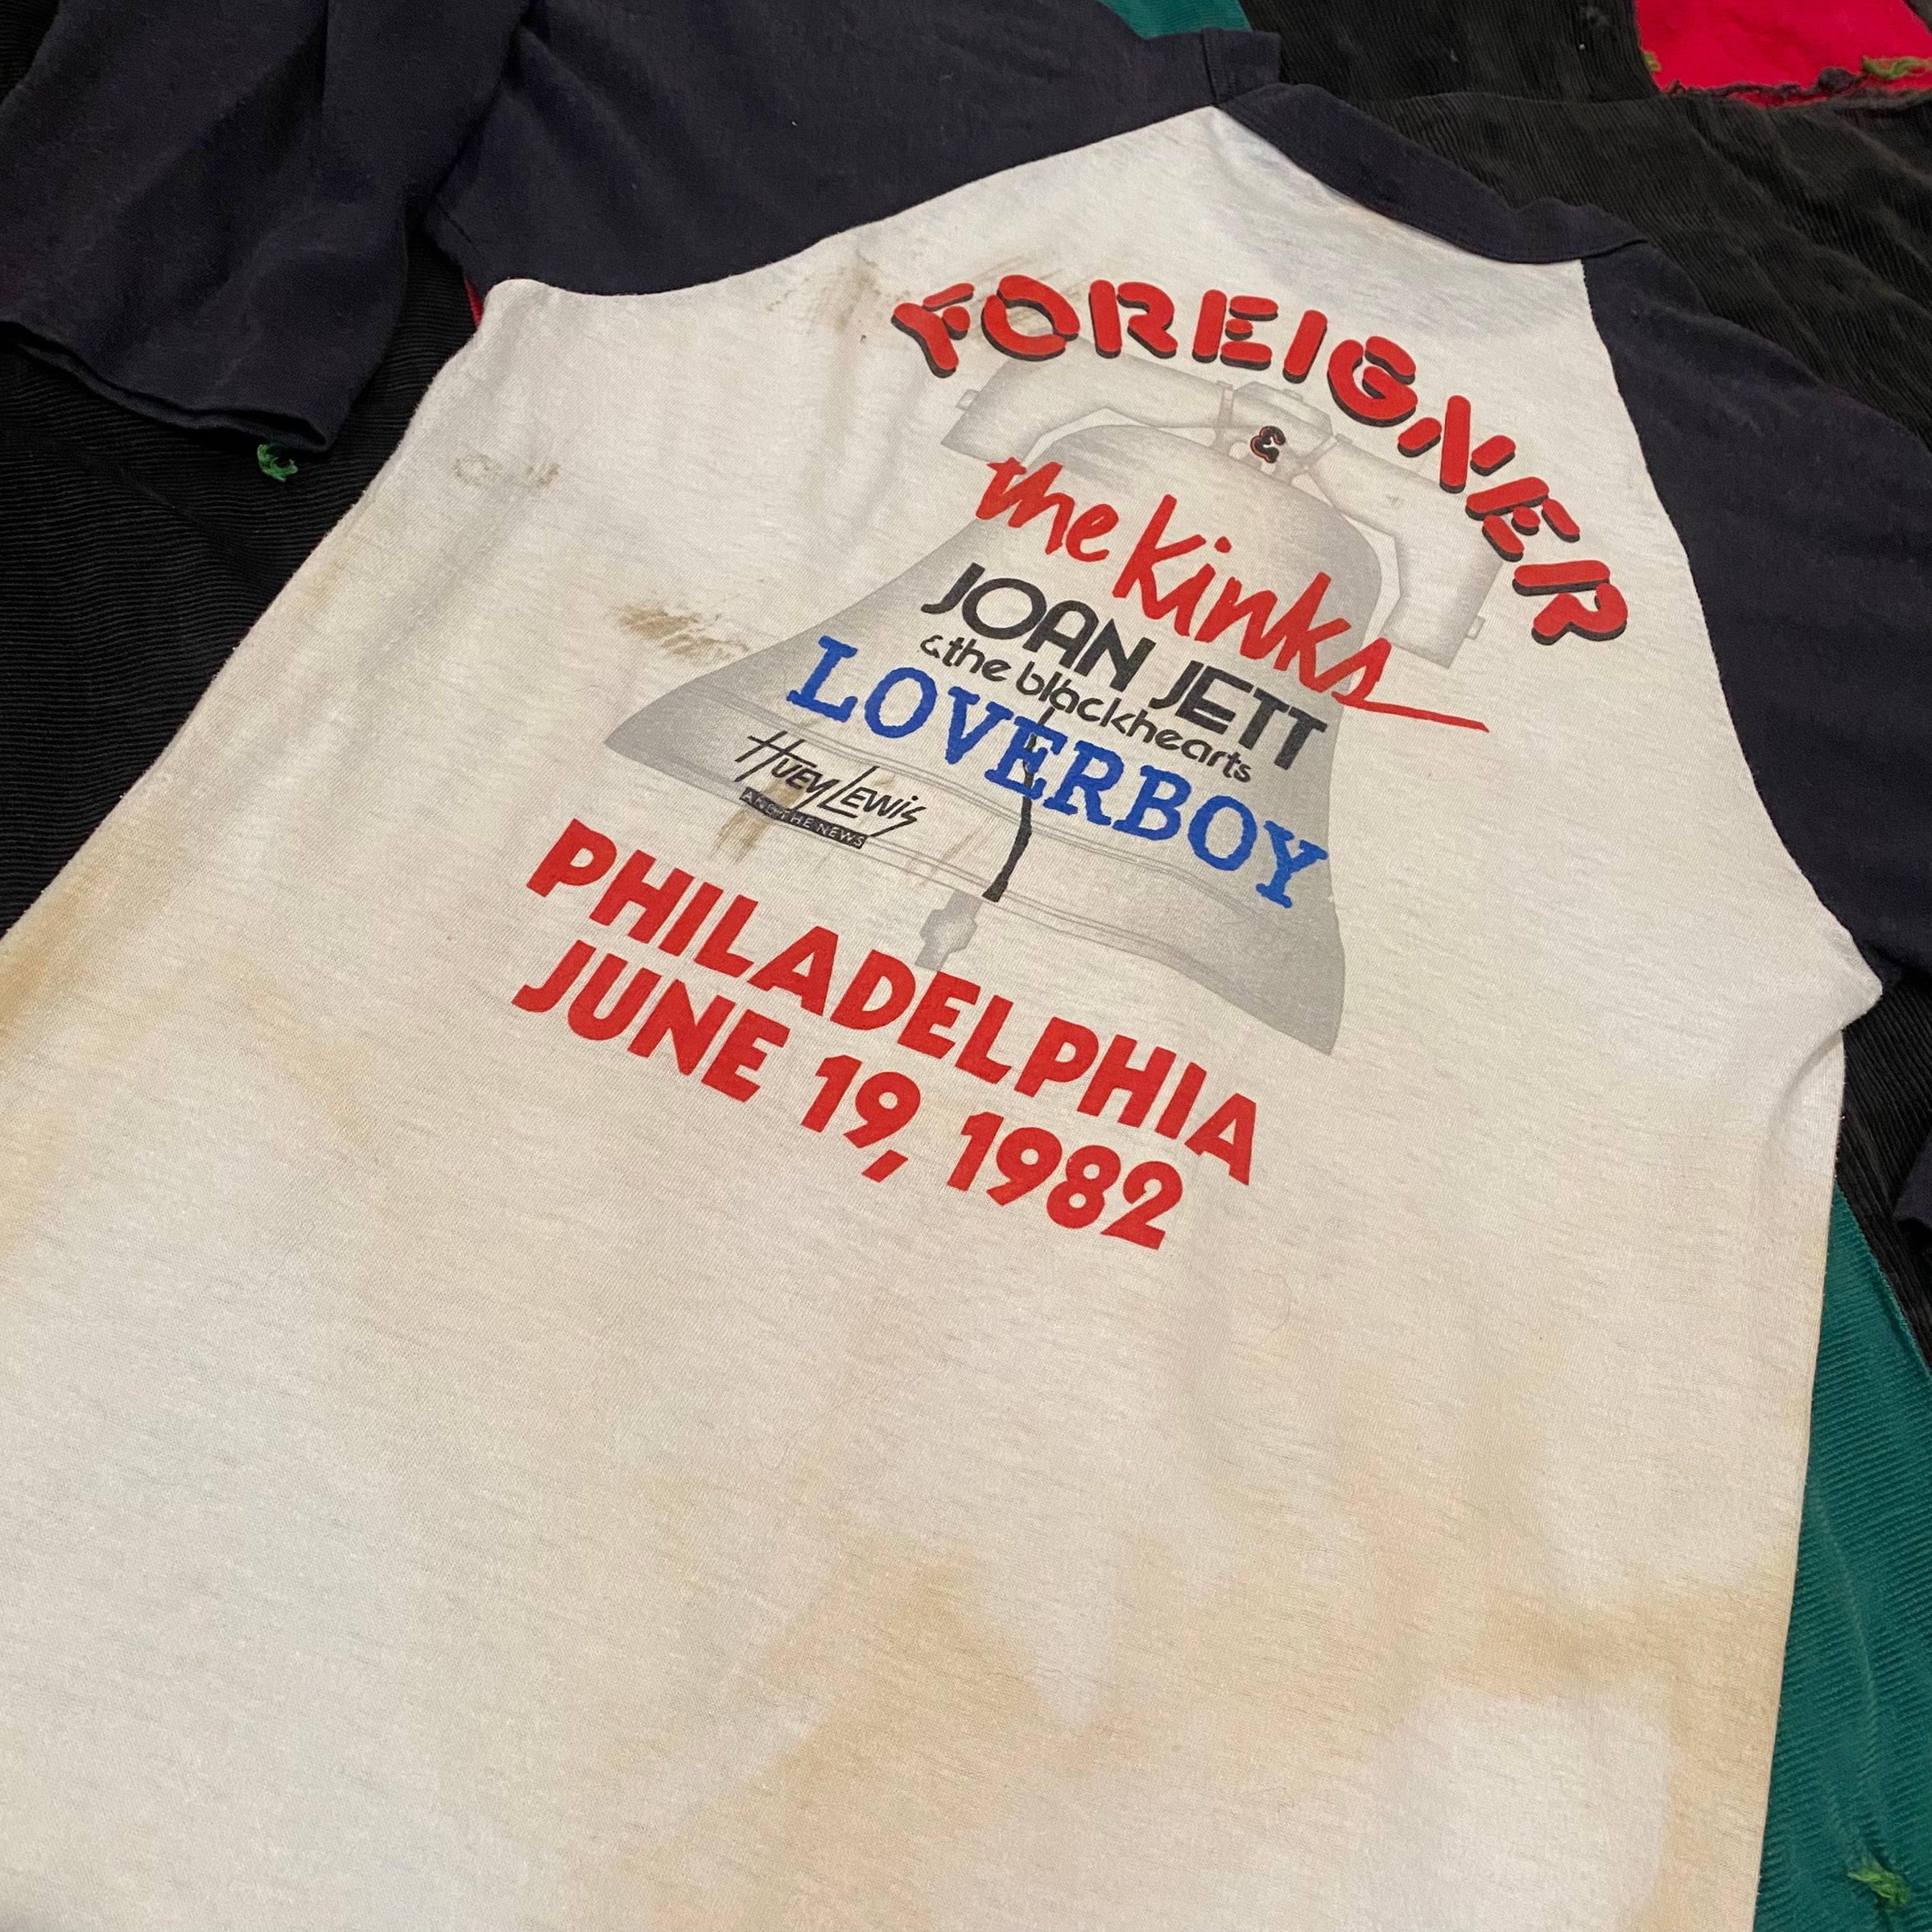 FOREIGNER
&
the Kinks
JOAN JETT
& the blackhearts
LOVERBOY
HUEY LEWIS
AND THE NEWS
PHILADELPHIA
JUNE 19, 1982